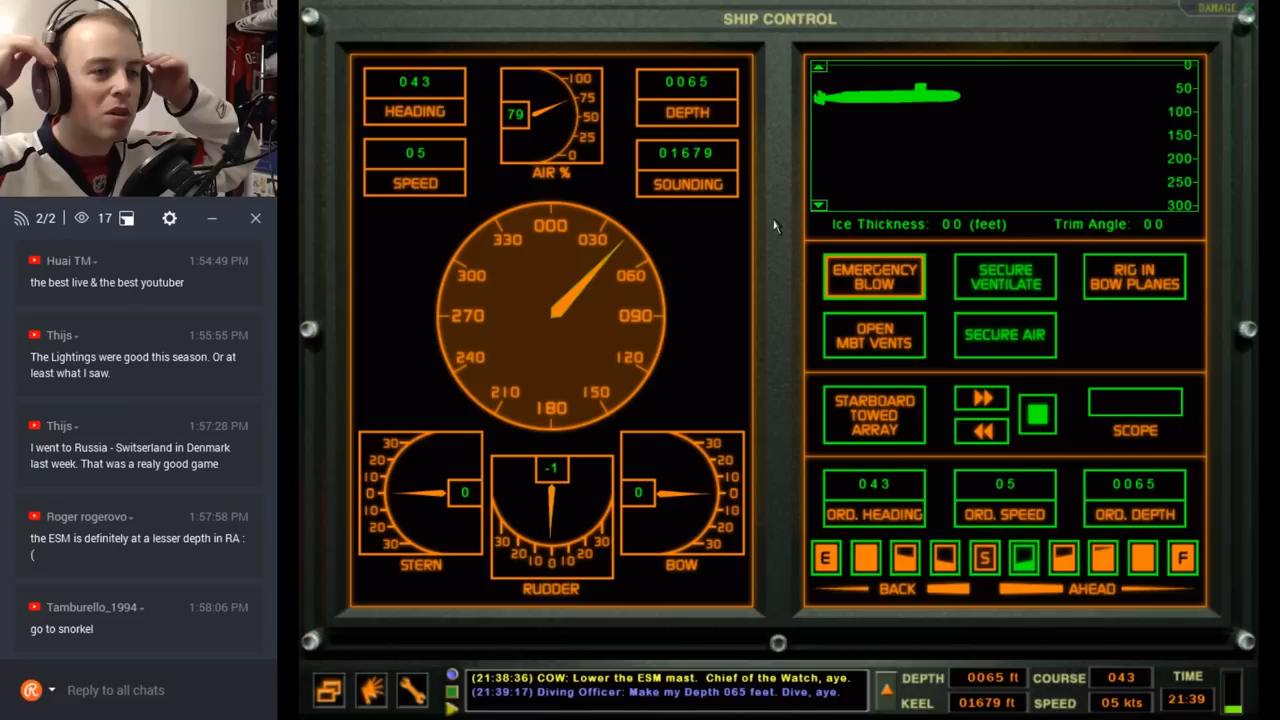 DAMAGE
SHIP CONTROL
043
HEADING
05
SPEED
100
75
50
25
0
79
AIR %
0065
DEPTH
01679
SOUNDING
000
030
060
090
120
150
180
210
240
270
300
330
30
20
10
0
10
20
30
0
STERN
-1
30
20
10
0
10
20
30
RUDDER
30
20
10
0
10
20
30
0
BOW
0
50
100
150
200
250
300
Ice Thickness: 00 (feet)
Trim Angle: 00
EMERGENCY
BLOW
SECURE
VENTILATE
RIG IN
BOW PLANES
OPEN
MBT VENTS
SECURE AIR
STARBOARD
TOWED
ARRAY
SCOPE
043
ORD. HEADING
05
ORD. SPEED
0065
ORD. DEPTH
E
S
F
BACK
AHEAD
2/2
17
Huai TM
1:54:49 PM
the best live & the best youtuber
Thijs
1:55:55 PM
The Lightings were good this season. Or at
least what I saw.
Thijs
1:57:28 PM
I went to Russia - Switserland in Denmark
last week. That was a realy good game
Roger rogerovo
1:57:58 PM
the ESM is definitely at a lesser depth in RA :
(
Tamburello_1994
1:58:06 PM
go to snorkel
Reply to all chats
(21:38:36) COW: Lower the ESM mast. Chief of the Watch, aye.
(21:39:17) Diving Officer: Make my Depth 065 feet. Dive, aye.
DEPTH 0065 ft COURSE 043
KEEL 01679 ft SPEED 05 kts
TIME
21:39